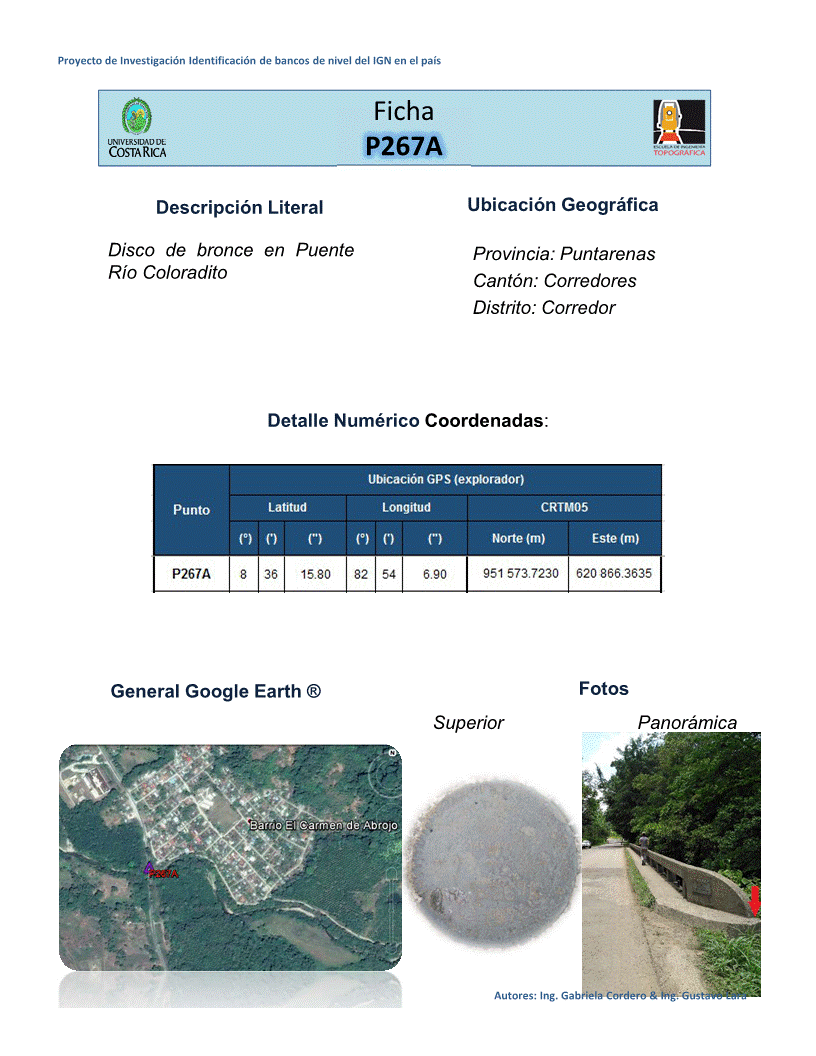 Proyecto de Investigación Identificación de bancos de nivel del IGN en el país
Ficha
P267A
UNIVERSIDAD DE
COSTA RICA
ESCUELA DE INGENIERÍA
TOPOGRÁFICA
Descripción Literal
Disco de bronce en Puente
Río Coloradito
Ubicación Geográfica
Provincia: Puntarenas
Cantón: Corredores
Distrito: Corredor
Detalle Numérico Coordenadas:
Punto
Ubicación GPS (explorador)
Latitud Longitud CRTM05
(°) (') (") (°) (') (") Norte (m) Este (m)
P267A 8 36 15.80 82 54 6.90 951 573.7230 620 866.3635
General Google Earth ®
Fotos
Superior Panorámica
N
Barrio El Carmen de Abrojo
P267A
Autores: Ing. Gabriela Cordero & Ing. Gustavo Lara